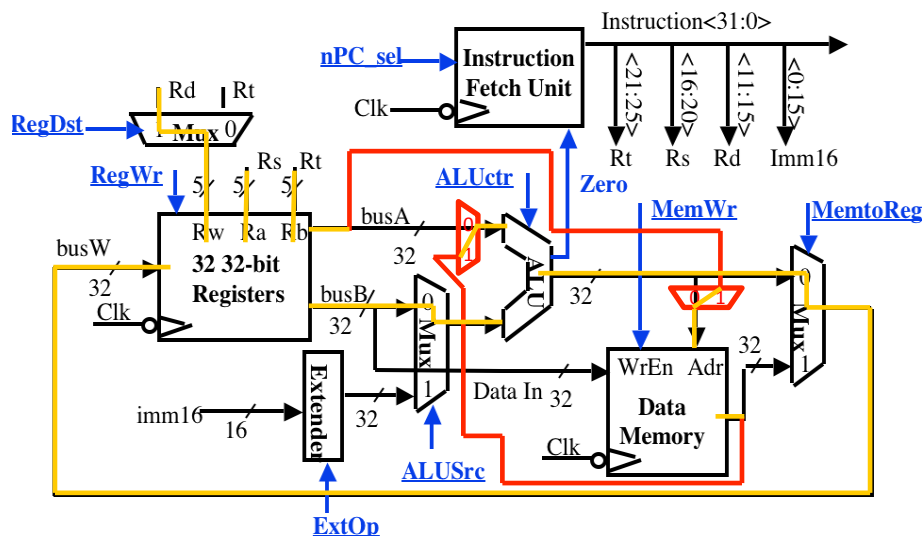 Instruction<31:0>
nPC_sel
Instruction
Fetch Unit
Clk
<21:25>
<16:20>
<11:15>
<0:15>
Rt
Rs
Rd
Imm16
Rd
Rt
RegDst
1 Mux 0
RegWr
5
5
Rs
5
Rt
ALUctr
Zero
MemWr
MemtoReg
busA
busW
Rw
Ra
Rb
32
32 32-bit
Registers
32
0
1
ALU
Clk
busB
32
0
Mux
1
32
0
1
0
Mux
1
WrEn
Adr
32
Data In
32
Data
Memory
Clk
imm16
16
Extender
32
ALUSrc
ExtOp